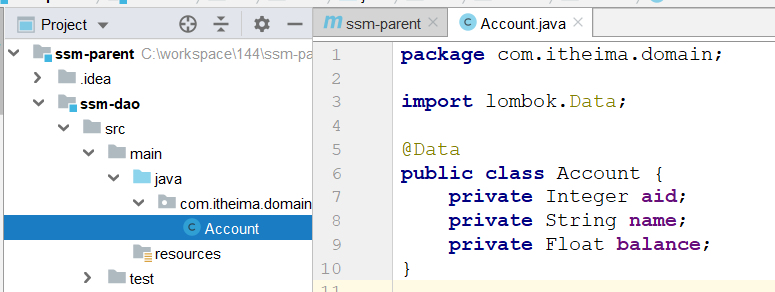 Project
ssm-parent C:\workspace\144\ssm-pa
.idea
ssm-dao
src
main
java
com.itheima.domain
Account
resources
test
m ssm-parent
C Account.java
1 package com.itheima.domain;
2
3 import lombok.Data;
4
5 @Data
6 public class Account {
7 private Integer aid;
8 private String name;
9 private Float balance;
10 }
11